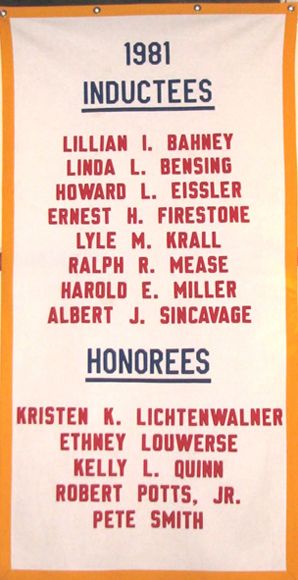 1981
INDUCTEES
LILLIAN I. BAHNEY
LINDA L. BENSING
HOWARD L. EISSLER
ERNEST H. FIRESTONE
LYLE M. KRALL
RALPH R. MEASE
HAROLD E. MILLER
ALBERT J. SINCAVAGE
HONOREES
KRISTEN K. LICHTENWALNER
ETHNEY LOUWERSE
KELLY L. QUINN
ROBERT POTTS, JR.
PETE SMITH